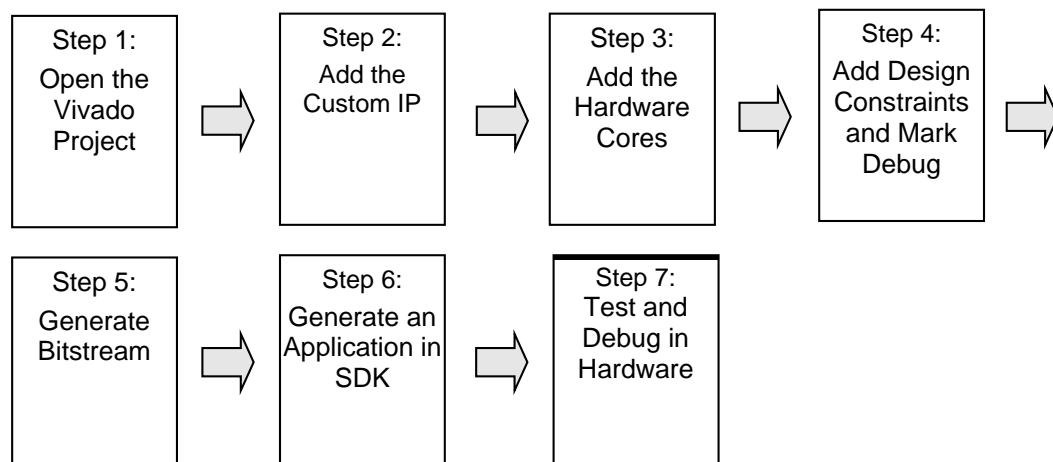 Step 1:
Open the
Vivado
Project
Step 2:
Add the
Custom IP
Step 3:
Add the
Hardware
Cores
Step 4:
Add Design
Constraints
and Mark
Debug
Step 5:
Generate
Bitstream
Step 6:
Generate an
Application in
SDK
Step 7:
Test and
Debug in
Hardware